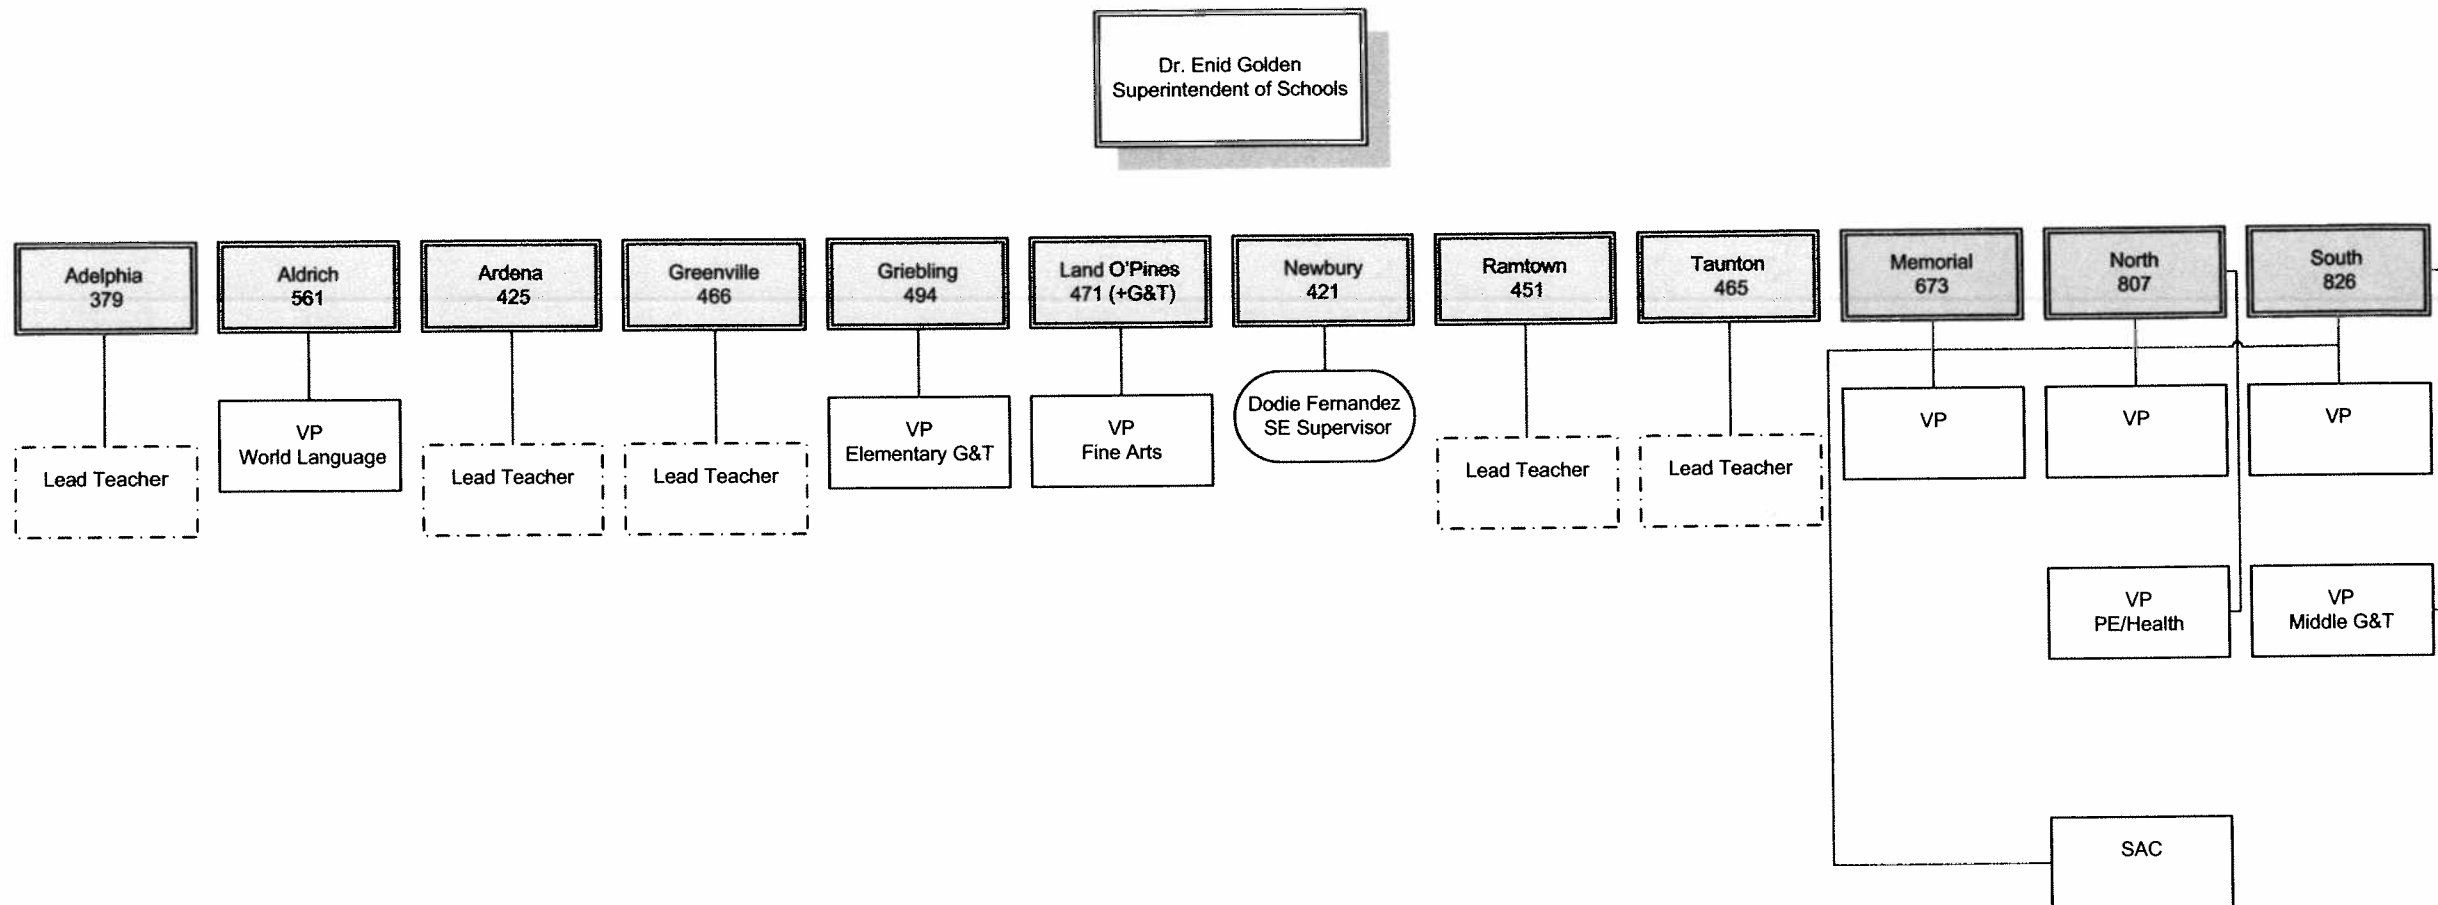 Dr. Enid Golden
Superintendent of Schools
Adelphia
379
Aldrich
561
Ardena
425
Greenville
466
Griebling
494
Land O'Pines
471 (+G&T)
Newbury
421
Ramtown
451
Taunton
465
Memorial
673
North
807
South
826
Lead Teacher
VP
World Language
Lead Teacher
Lead Teacher
VP
Elementary G&T
VP
Fine Arts
Dodie Fernandez
SE Supervisor
Lead Teacher
Lead Teacher
VP
VP
VP
VP
PE/Health
VP
Middle G&T
SAC